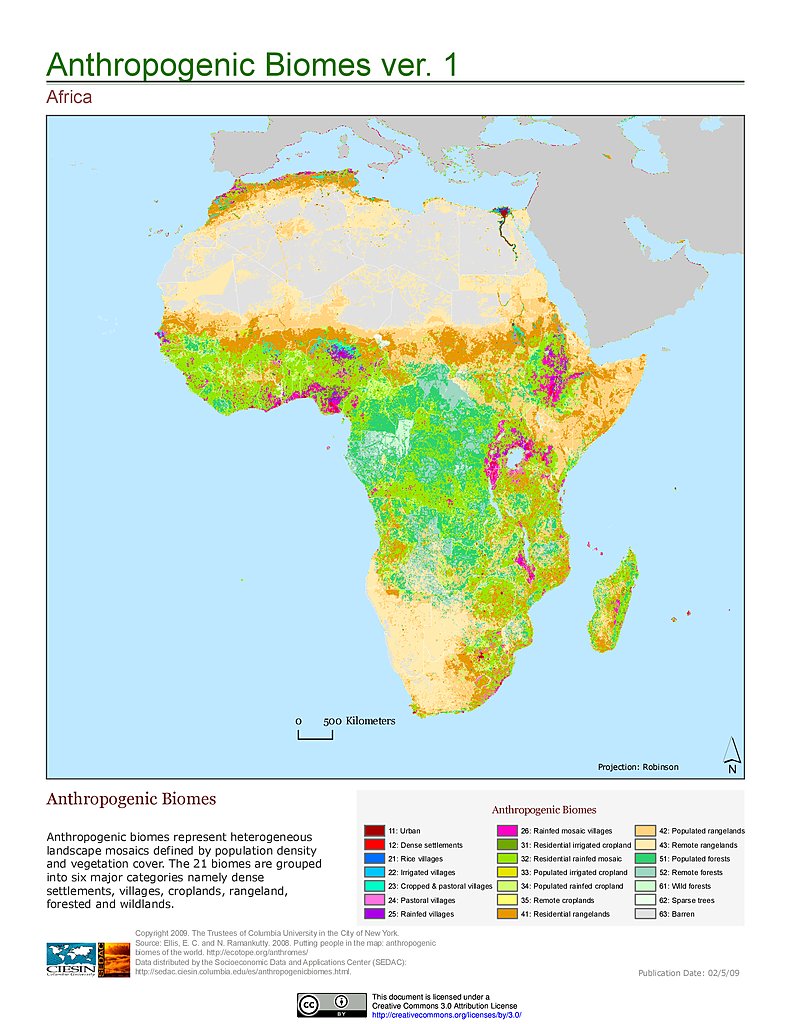 Anthropogenic Biomes ver. 1
Africa
0 500 Kilometers
Projection: Robinson
N
Anthropogenic Biomes
Anthropogenic biomes represent heterogeneous
landscape mosaics defined by population density
and vegetation cover. The 21 biomes are grouped
into six major categories namely dense
settlements, villages, croplands, rangeland,
forested and wildlands.
Anthropogenic Biomes
11: Urban
12: Dense settlements
21: Rice villages
22: Irrigated villages
23: Cropped & pastoral villages
24: Pastoral villages
25: Rainfed villages
26: Rainfed mosaic villages
31: Residential irrigated cropland
32: Residential rainfed mosaic
33: Populated irrigated cropland
34: Populated rainfed cropland
35: Remote croplands
41: Residential rangelands
42: Populated rangelands
43: Remote rangelands
51: Populated forests
52: Remote forests
61: Wild forests
62: Sparse trees
63: Barren
Copyright 2009. The Trustees of Columbia University in the City of New York.
Source: Ellis, E. C. and N. Ramankutty. 2008. Putting people in the map: anthropogenic
biomes of the world. http://ecotope.org/anthromes/
Data distributed by the Socioeconomic Data and Applications Center (SEDAC):
http://sedac.ciesin.columbia.edu/es/anthropogenicbiomes.html.
Publication Date: 02/5/09
CIESIN
Columbia University
SEDAC
cc
BY
This document is licensed under a
Creative Commons 3.0 Attribution License
http://creativecommons.org/licenses/by/3.0/